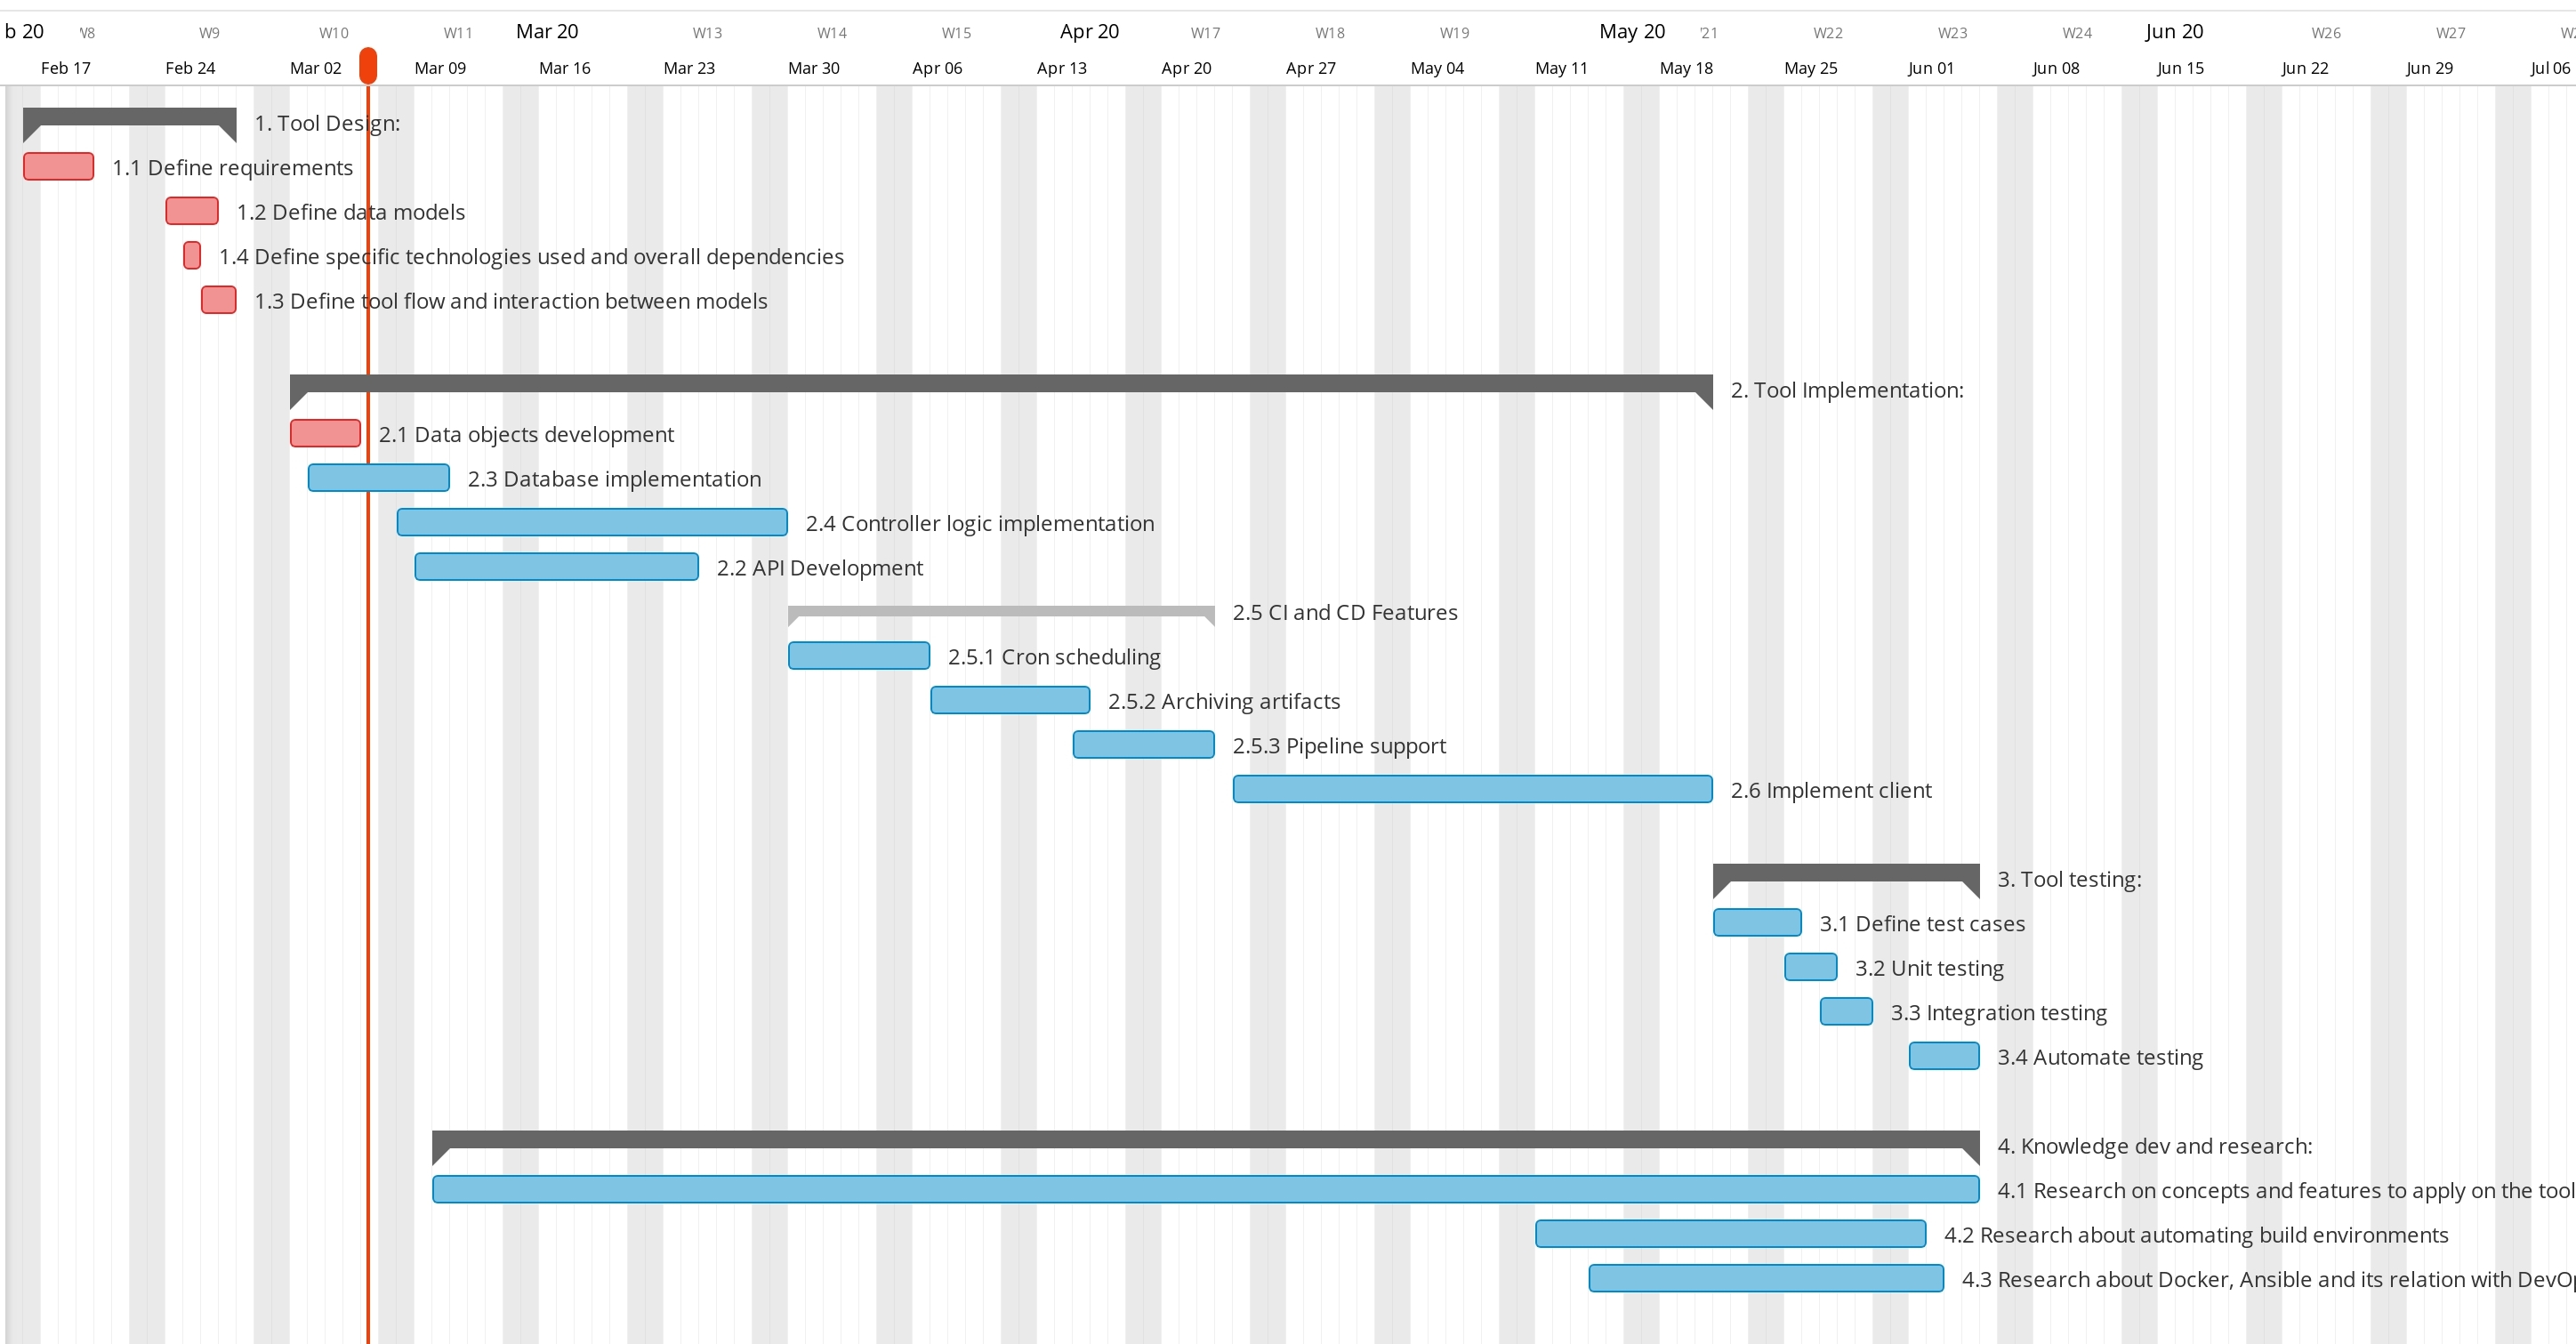 b 20 W8 W9 W10 W11 Mar 20 W13 W14 W15 Apr 20 W17 W18 W19 May 20 '21 W22 W23 W24 Jun 20 W26 W27
Feb 17 Feb 24 Mar 02 Mar 09 Mar 16 Mar 23 Mar 30 Apr 06 Apr 13 Apr 20 Apr 27 May 04 May 11 May 18 May 25 Jun 01 Jun 08 Jun 15 Jun 22 Jun 29 Jul 06
1. Tool Design:
1.1 Define requirements
1.2 Define data models
1.4 Define specific technologies used and overall dependencies
1.3 Define tool flow and interaction between models
2. Tool Implementation:
2.1 Data objects development
2.3 Database implementation
2.4 Controller logic implementation
2.2 API Development
2.5 CI and CD Features
2.5.1 Cron scheduling
2.5.2 Archiving artifacts
2.5.3 Pipeline support
2.6 Implement client
3. Tool testing:
3.1 Define test cases
3.2 Unit testing
3.3 Integration testing
3.4 Automate testing
4. Knowledge dev and research:
4.1 Research on concepts and features to apply on the tool
4.2 Research about automating build environments
4.3 Research about Docker, Ansible and its relation with DevO